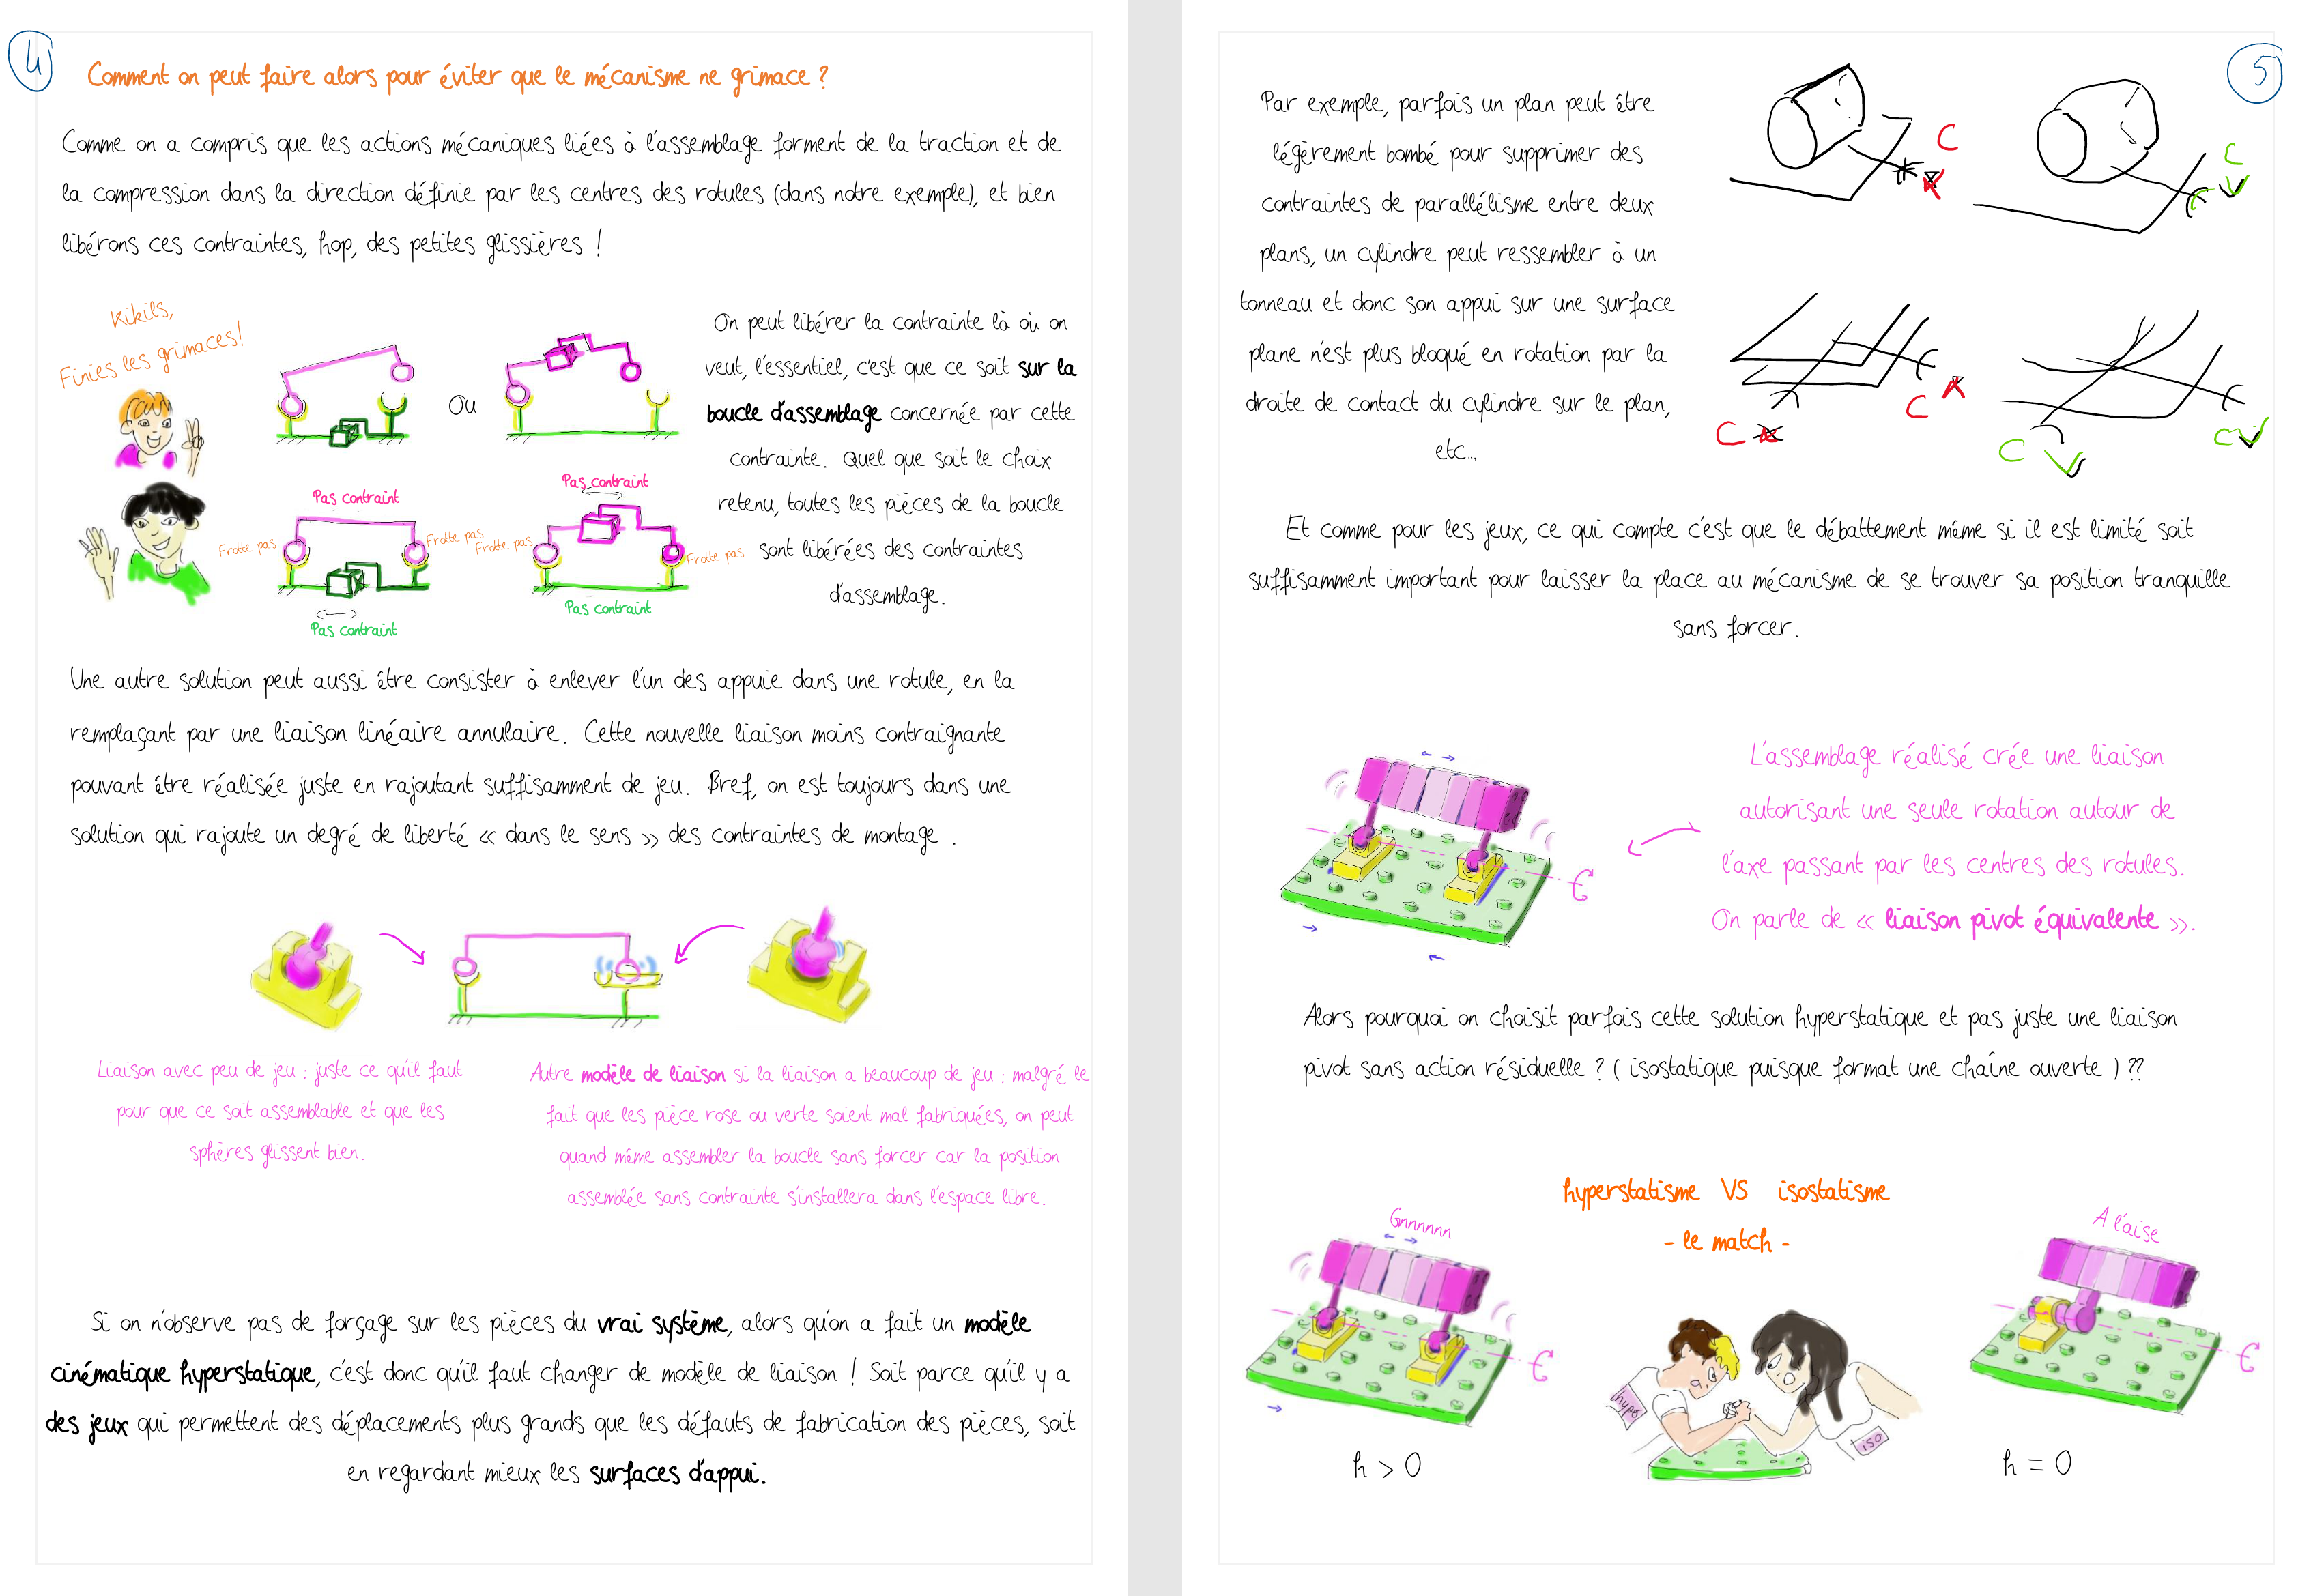 4
Comment on peut faire alors pour éviter que le mécanisme ne grimace ?
Comme on a compris que les actions mécaniques liées à l'assemblage forment de la traction et de
la compression dans la direction définie par les centres des rotules (dans notre exemple), et bien
libérons ces contraintes, hop, des petites glissières !
Kikils,
Finies les grimaces!
Ou
On peut libérer la contrainte là où on
veut, l'essentiel, c'est que ce soit sur la
boucle d'assemblage concernée par cette
contrainte. Quel que soit le choix
retenu, toutes les pièces de la boucle
sont libérées des contraintes
d'assemblage.
Pas contraint
Frotte pas
Frotte pas
Pas contraint
Pas contraint
Frotte pas
Frotte pas
Pas contraint
Une autre solution peut aussi être consister à enlever l'un des appuie dans une rotule, en la
remplaçant par une liaison linéaire annulaire. Cette nouvelle liaison moins contraignante
pouvant être réalisée juste en rajoutant suffisamment de jeu. Bref, on est toujours dans une
solution qui rajoute un degré de liberté « dans le sens » des contraintes de montage .
Liaison avec peu de jeu : juste ce qu'il faut
pour que ce soit assemblable et que les
sphères glissent bien.
Autre modèle de liaison si la liaison a beaucoup de jeu : malgré le
fait que les pièce rose ou verte soient mal fabriquées, on peut
quand même assembler la boucle sans forcer car la position
assemblée sans contrainte s'installera dans l'espace libre.
Si on n'observe pas de forçage sur les pièces du vrai système, alors qu'on a fait un modèle
cinématique hyperstatique, c'est donc qu'il faut changer de modèle de liaison ! Soit parce qu'il y a
des jeux qui permettent des déplacements plus grands que les défauts de fabrication des pièces, soit
en regardant mieux les surfaces d'appui.
5
Par exemple, parfois un plan peut être
légèrement bombé pour supprimer des
contraintes de parallélisme entre deux
plans, un cylindre peut ressembler à un
tonneau et donc son appui sur une surface
plane n'est plus bloqué en rotation par la
droite de contact du cylindre sur le plan,
etc...
C
C
C
C
C
C
Et comme pour les jeux, ce qui compte c'est que le débattement même si il est limité soit
suffisamment important pour laisser la place au mécanisme de se trouver sa position tranquille
sans forcer.
L'assemblage réalisé crée une liaison
autorisant une seule rotation autour de
l'axe passant par les centres des rotules.
On parle de « liaison pivot équivalente ».
Alors pourquoi on choisit parfois cette solution hyperstatique et pas juste une liaison
pivot sans action résiduelle ? ( isostatique puisque format une chaîne ouverte ) ??
hyperstatisme VS isostatisme
- le match -
Gnnnnnn
A l'aise
hypo
iso
h > 0
h = 0